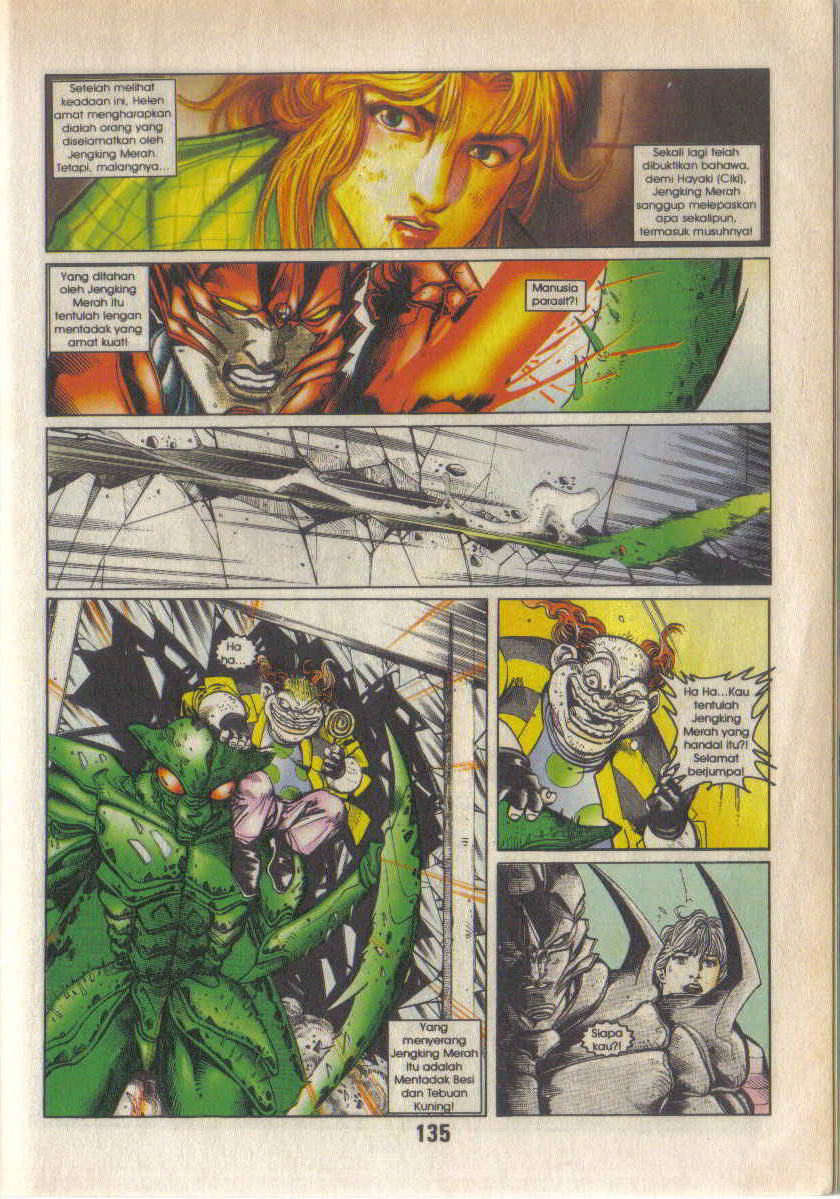 Setelah melihat
keadaan ini, Helen
amat mengharapkan
dialah orang yang
diselamatkan oleh
Jengking Merah.
Tetapi, malangnya...
Sekali lagi telah
dibuktikan bahawa,
demi Hayaki (Ciki),
Jengking Merah
sanggup melepaskan
apa sekalipun,
termasuk musuhnya!
Yang ditahan
oleh Jengking
Merah itu
tentulah lengan
mentadak yang
amat kuat!
Manusia
parasit?!
Ha
ha...
Ha Ha...Kau
tentulah
Jengking
Merah yang
handal itu?!
Selamat
berjumpa!
Yang
menyerang
Jengking Merah
itu adalah
Mentadak Besi
dan Tebuan
Kuning!
Siapa
kau?!
135